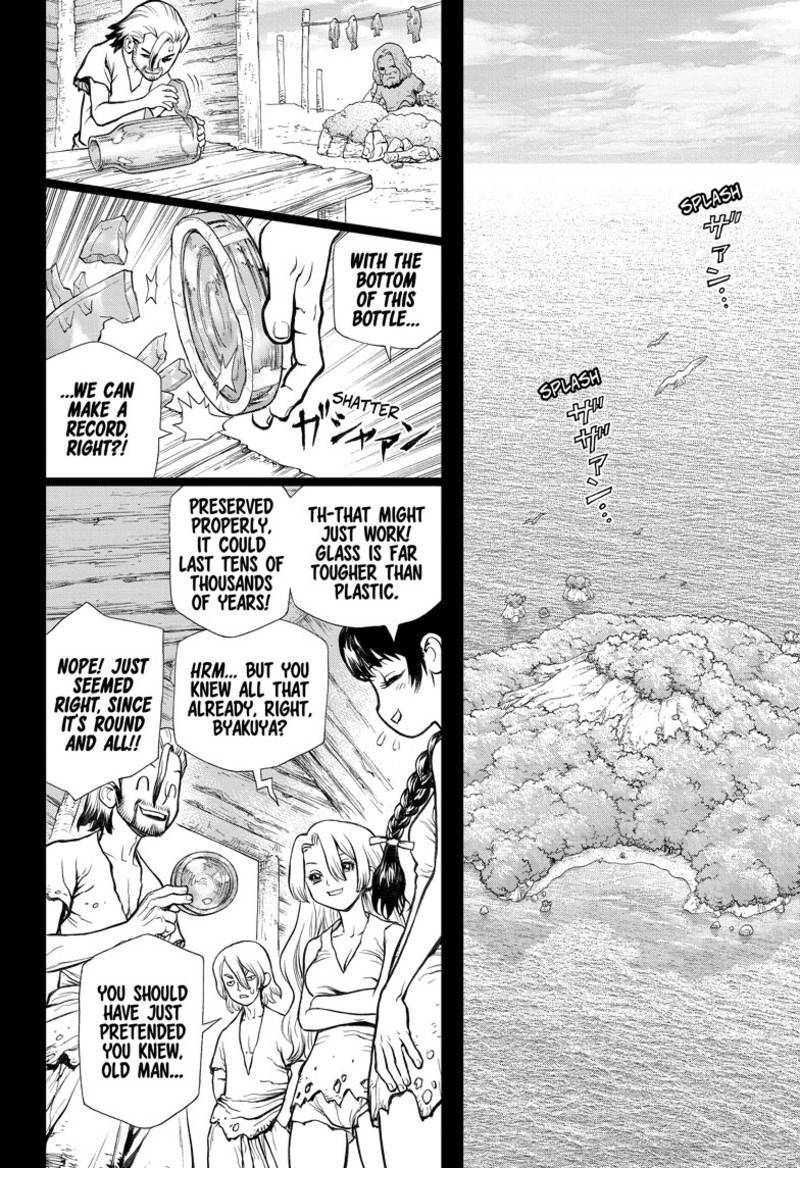 SPLASH
ザァン…
SPLASH
ザザァン…
WITH THE
BOTTOM
OF THIS
BOTTLE...
...WE CAN
MAKE A
RECORD,
RIGHT?!
SHATTER
ガシャァン
TH-THAT MIGHT
JUST WORK!
GLASS IS FAR
TOUGHER THAN
PLASTIC.
PRESERVED
PROPERLY,
IT COULD
LAST TENS OF
THOUSANDS
OF YEARS!
HRM... BUT YOU
KNEW ALL THAT
ALREADY, RIGHT,
BYAKUYA?
NOPE! JUST
SEEMED
RIGHT, SINCE
IT'S ROUND
AND ALL!!
YOU SHOULD
HAVE JUST
PRETENDED
YOU KNEW,
OLD MAN...